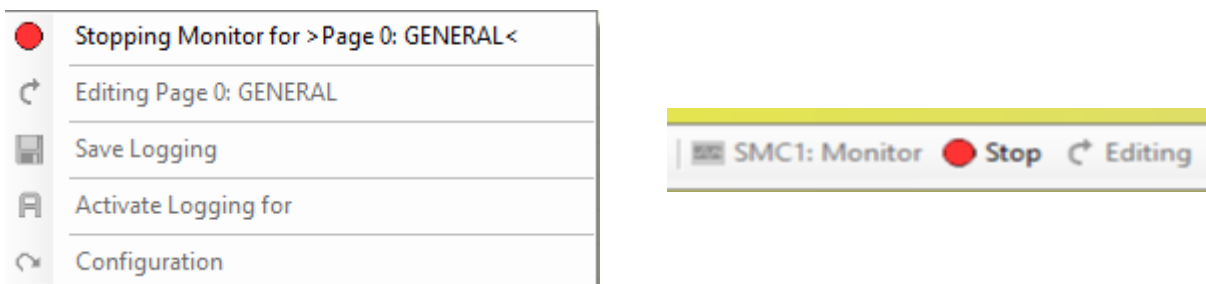 Stopping Monitor for >Page 0: GENERAL<
Editing Page 0: GENERAL
Save Logging
Activate Logging for
Configuration
SMC1: Monitor Stop Editing